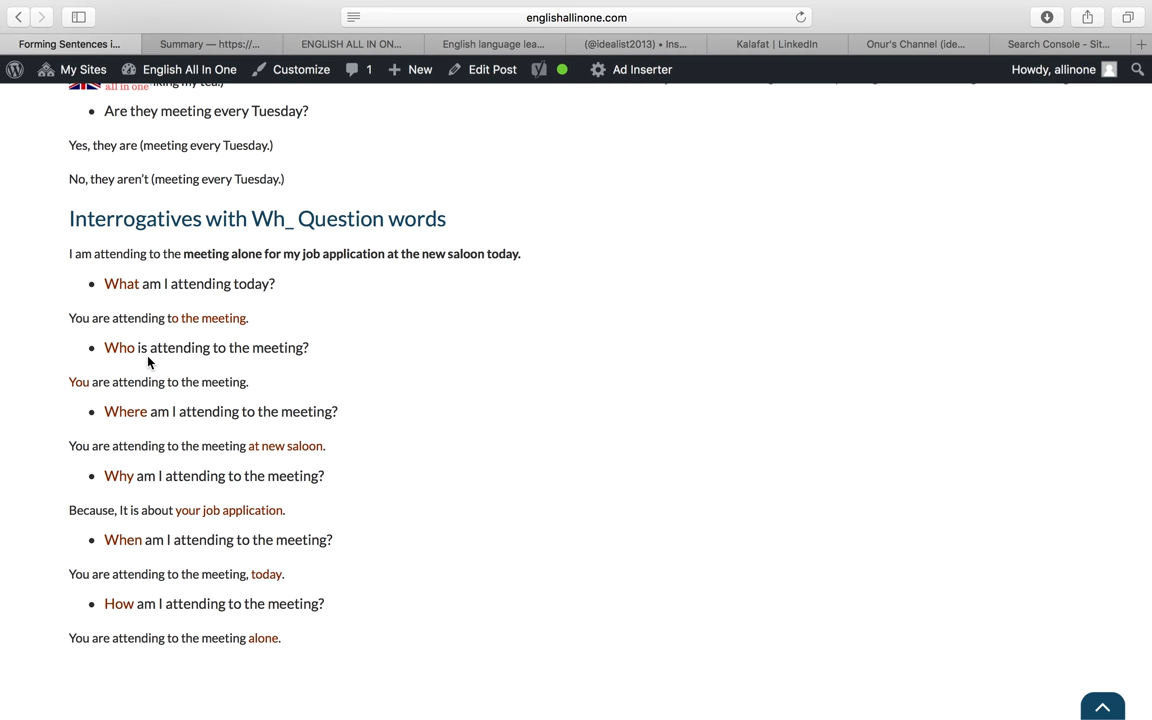 englishallinone.com
Forming Sentences i...
Summary — https://...
ENGLISH ALL IN ON...
English language lea...
(@idealist2013) • Ins...
Kalafat | LinkedIn
Onur's Channel (ide...
Search Console - Sit...
My Sites
English All In One
Customize
1
New
Edit Post
Ad Inserter
Howdy, allinone
all in one
• Are they meeting every Tuesday?
Yes, they are (meeting every Tuesday.)
No, they aren't (meeting every Tuesday.)
Interrogatives with Wh_ Question words
I am attending to the meeting alone for my job application at the new saloon today.
• What am I attending today?
You are attending to the meeting.
• Who is attending to the meeting?
You are attending to the meeting.
• Where am I attending to the meeting?
You are attending to the meeting at new saloon.
• Why am I attending to the meeting?
Because, It is about your job application.
• When am I attending to the meeting?
You are attending to the meeting, today.
• How am I attending to the meeting?
You are attending to the meeting alone.